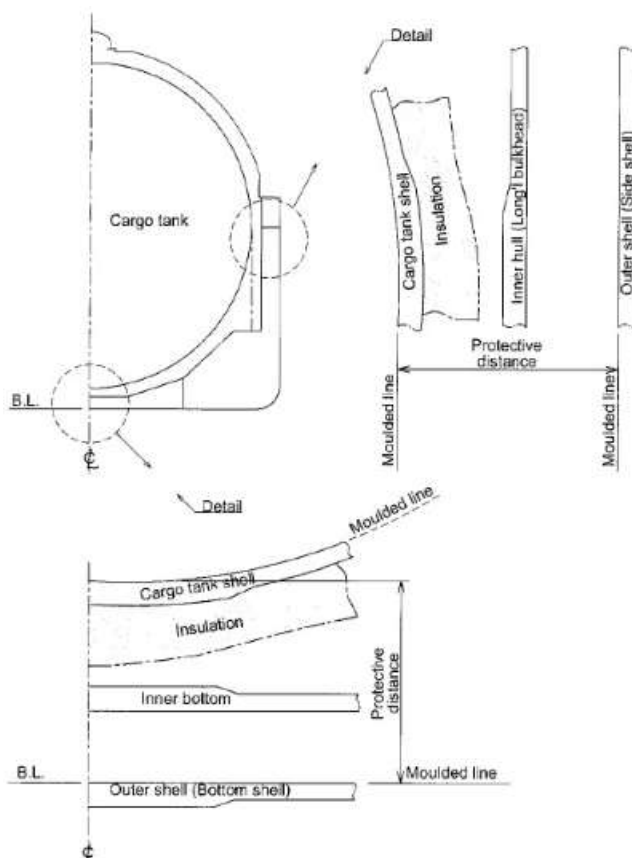 Detail
Cargo tank
B.L.
℄
Cargo tank shell
Insulation
Inner hull (Long'l bulkhead)
Outer shell (Side shell)
Protective
distance
Moulded line
Moulded line
Detail
Moulded line
Cargo tank shell
Insulation
Inner bottom
Protective
distance
B.L.
Moulded line
Outer shell (Bottom shell)
℄